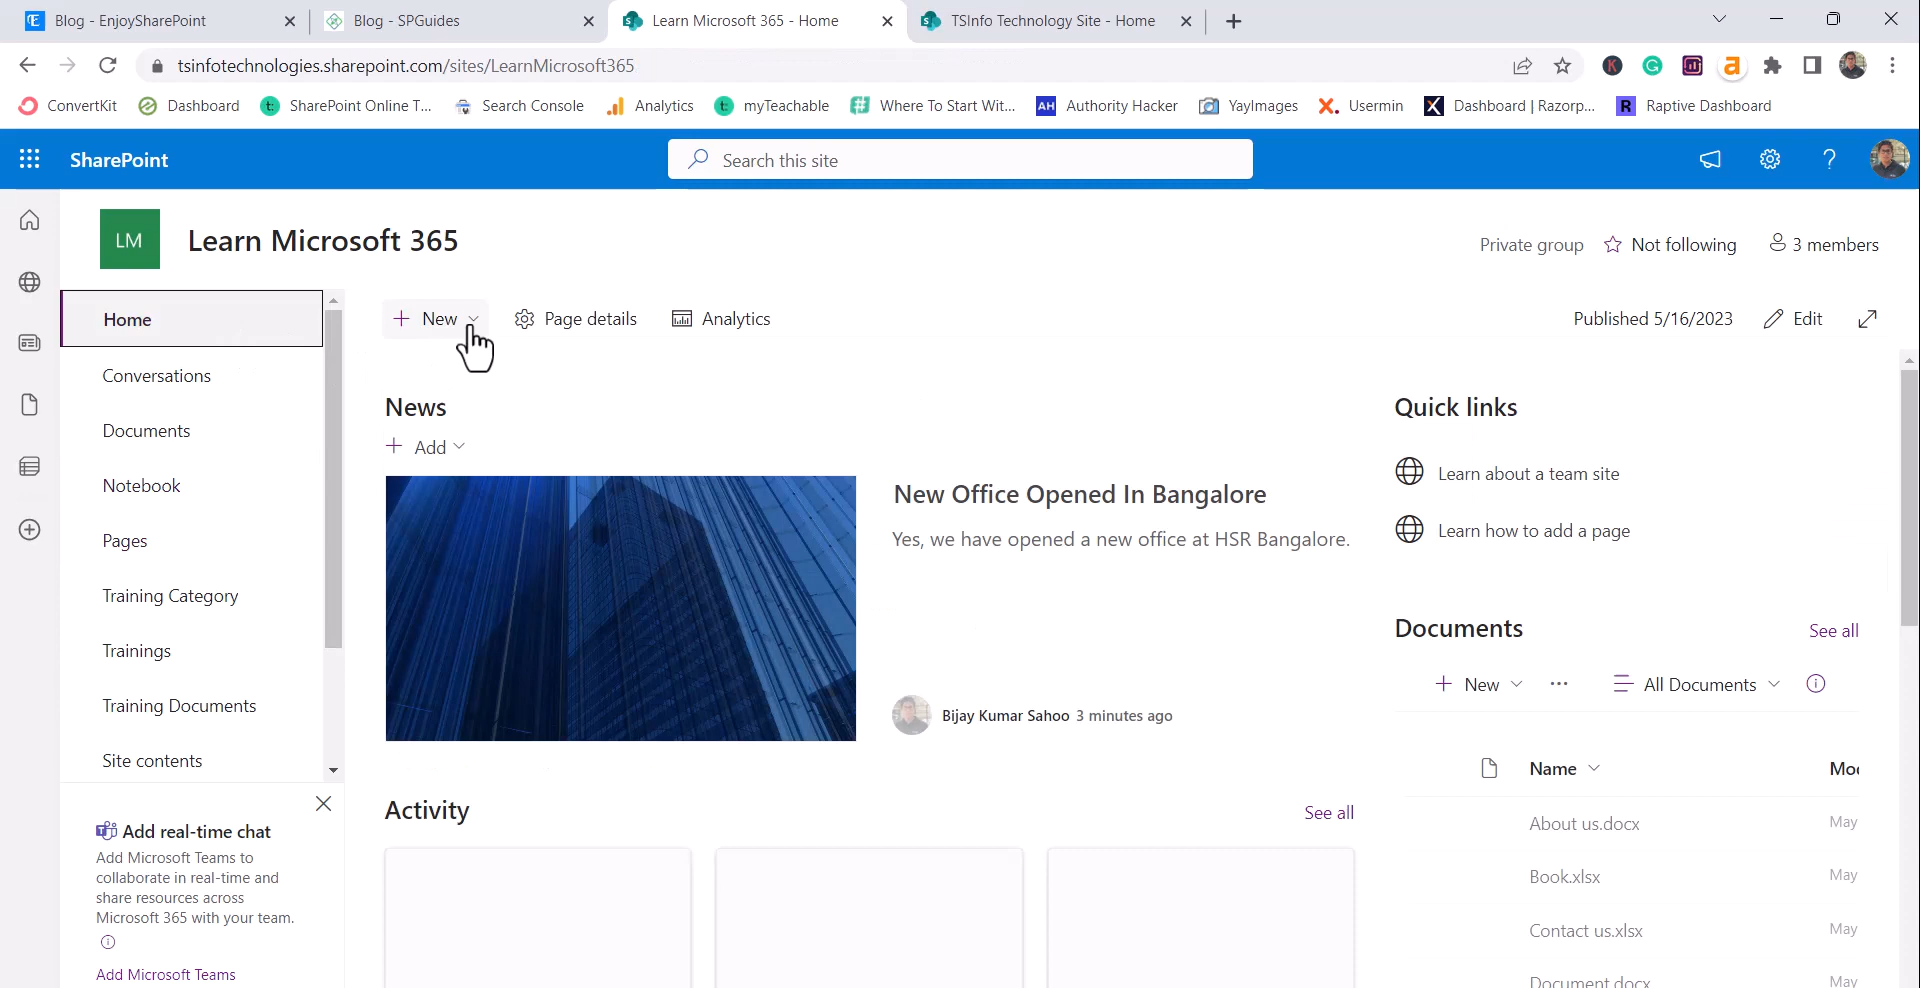 Blog - EnjoySharePoint
Blog - SPGuides
Learn Microsoft 365 - Home
TSInfo Technology Site - Home
tsinfotechnologies.sharepoint.com/sites/LearnMicrosoft365
ConvertKit
Dashboard
SharePoint Online T...
Search Console
Analytics
myTeachable
Where To Start Wit...
AH Authority Hacker
YayImages
Usermin
Dashboard | Razorp...
R Raptive Dashboard
SharePoint
Search this site
LM
Learn Microsoft 365
Private group
Not following
3 members
Home
Conversations
Documents
Notebook
Pages
Training Category
Trainings
Training Documents
Site contents
Add real-time chat
Add Microsoft Teams to
collaborate in real-time and
share resources across
Microsoft 365 with your team.
Add Microsoft Teams
New
Page details
Analytics
Published 5/16/2023
Edit
News
Add
New Office Opened In Bangalore
Yes, we have opened a new office at HSR Bangalore.
Bijay Kumar Sahoo 3 minutes ago
Activity
See all
Quick links
Learn about a team site
Learn how to add a page
Documents
See all
New
All Documents
Name
Mod
About us.docx
May
Book.xlsx
May
Contact us.xlsx
May
Document.docx
May